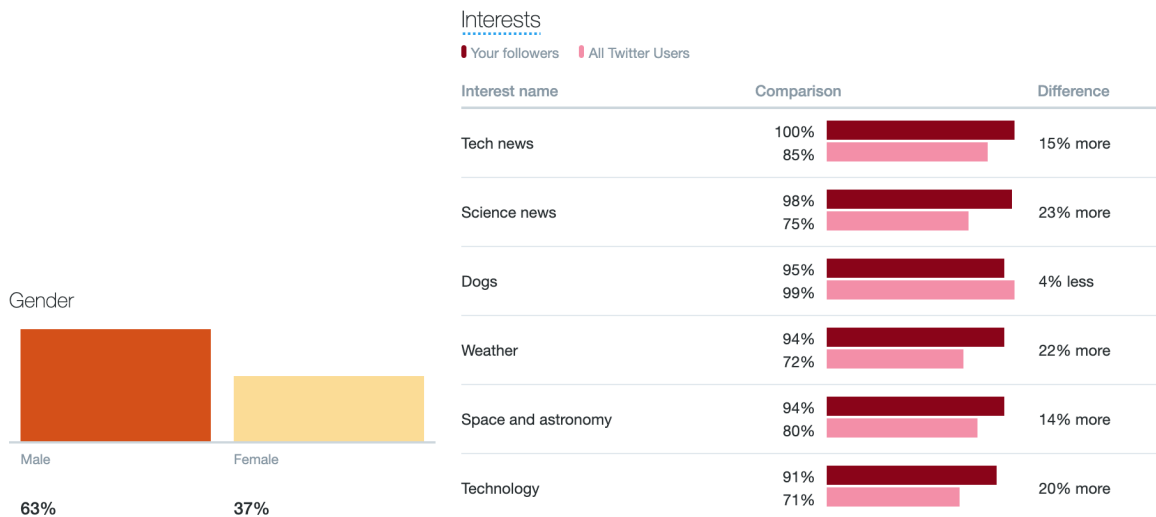 Interests
Your followers All Twitter Users
Interest name Comparison Difference
Tech news 100% 85% 15% more
Science news 98% 75% 23% more
Dogs 95% 99% 4% less
Weather 94% 72% 22% more
Space and astronomy 94% 80% 14% more
Technology 91% 71% 20% more
Gender
Male Female
63% 37%